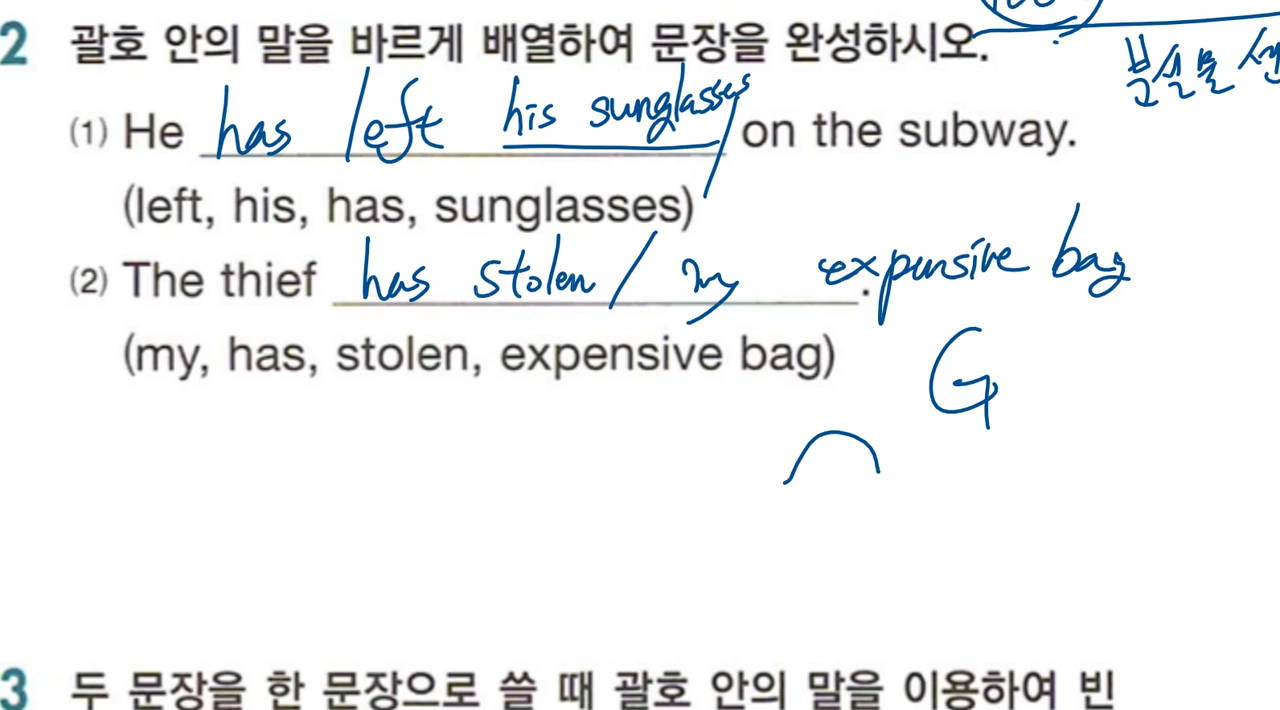 2 괄호 안의 말을 바르게 배열하여 문장을 완성하시오.
분실물
(1) He has left his sunglasses / on the subway.
(left, his, has, sunglasses)
(2) The thief has stolen / my expensive bag.
(my, has, stolen, expensive bag)
G
3 두 문장을 한 문장으로 쓸 때 괄호 안의 말을 이용하여 빈